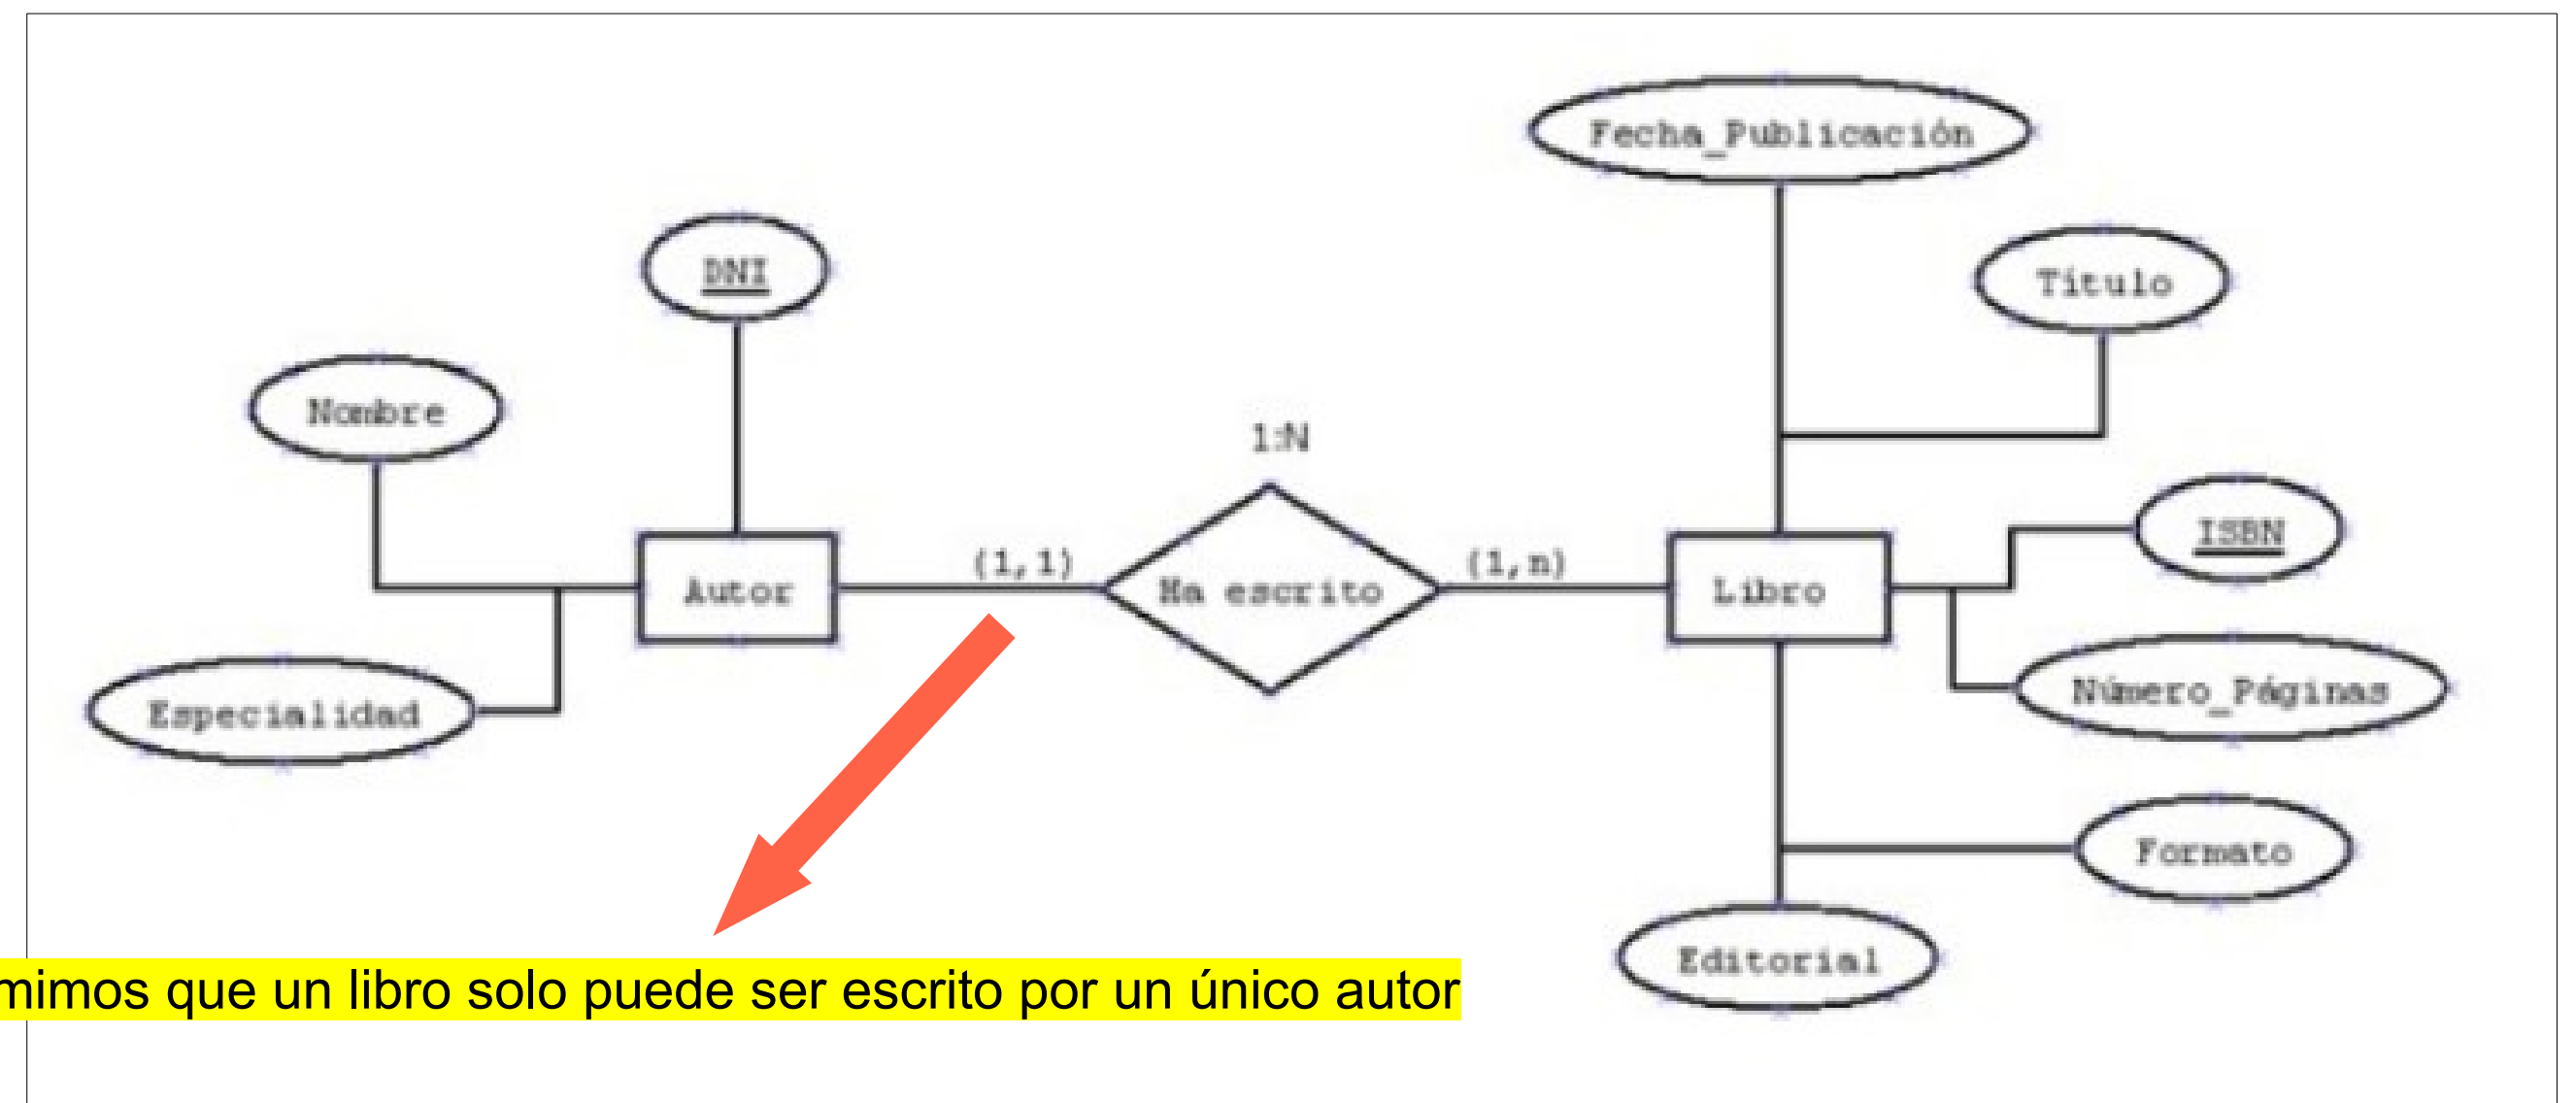 Fecha_Publicación
DNI
Título
Nombre
1:N
ISBN
Autor
(1,1)
Ha escrito
(1,n)
Libro
Número_Páginas
Especialidad
Formato
Editorial
mimos que un libro solo puede ser escrito por un único autor